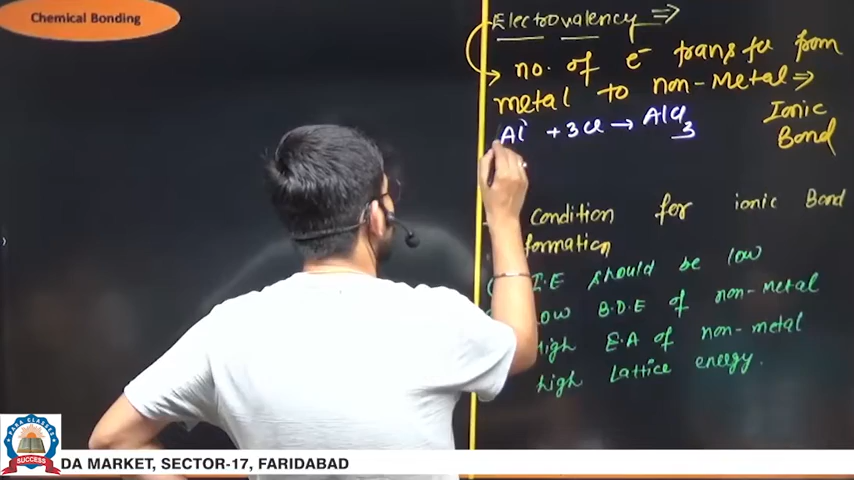 Chemical Bonding
Electrovalency ⇒
→ no. of e⁻ transfer from
metal to non-Metal ⇒
Ionic
Bond
Al + 3Cl → AlCl3
Condition for ionic Bond
formation
I.E should be low
low B.D.E of non-metal
high E.A of non-metal
high Lattice energy.
PARA CLASSES
SUCCESS
DA MARKET, SECTOR-17, FARIDABAD